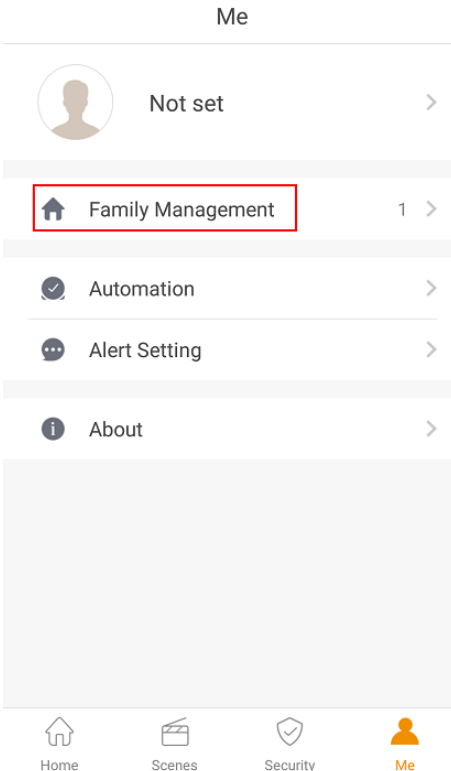 Me
Not set
Family Management 1
Automation
Alert Setting
About
Home Scenes Security Me